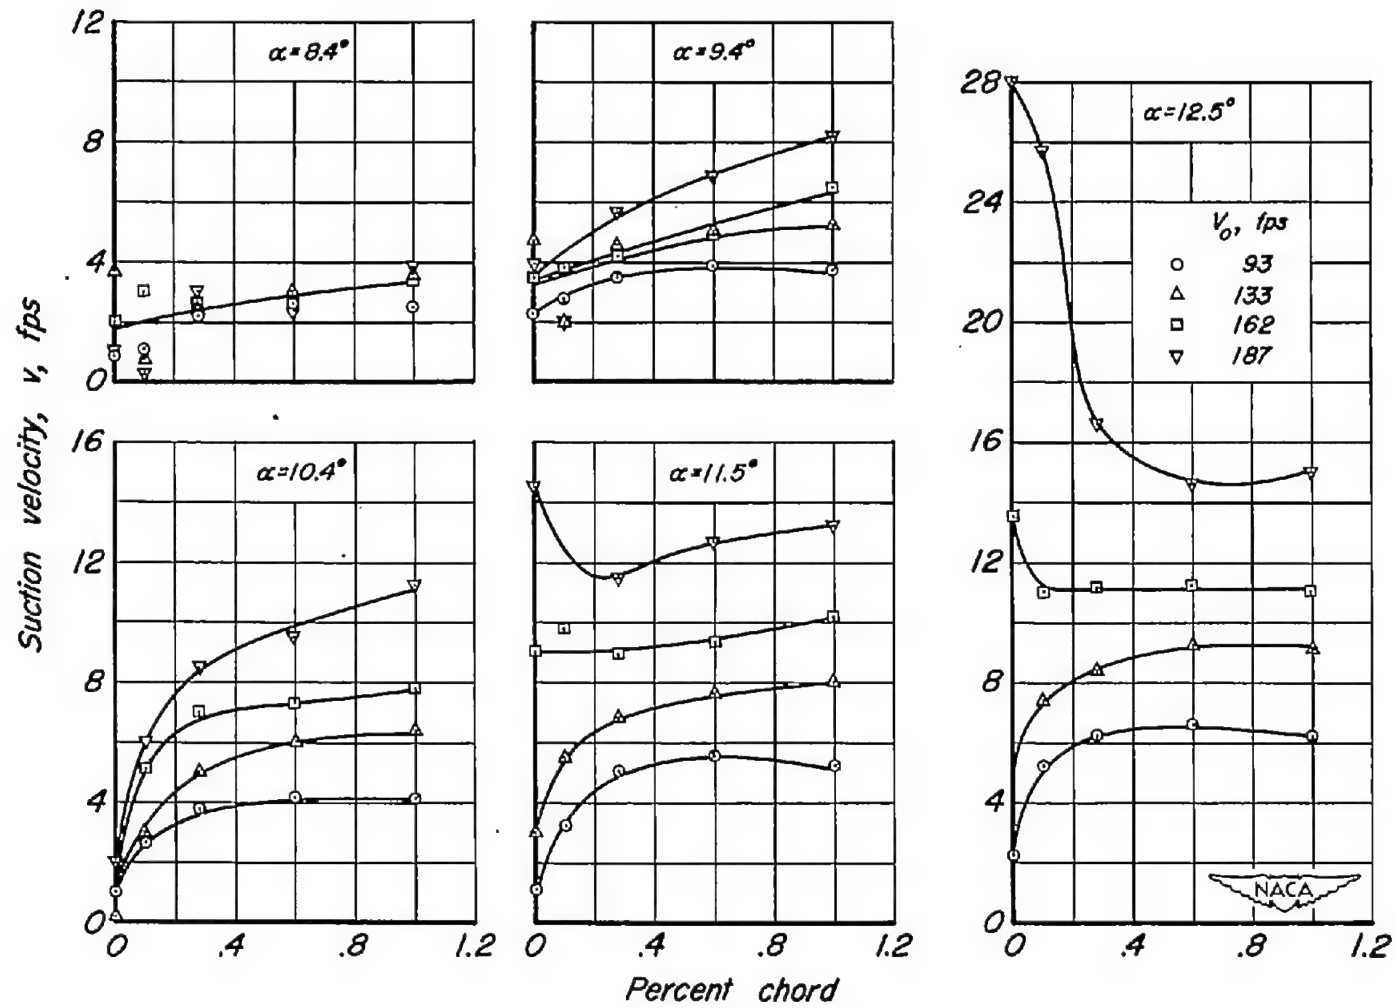 12
8
4
0
α=8.4°
α=9.4°
16
12
8
4
0
α=10.4°
α=11.5°
28
24
20
16
12
8
4
0
α=12.5°
V₀, fps
93
133
162
187
NACA
0 .4 .8 1.2
0 .4 .8 1.2
0 .4 .8 1.2
Suction velocity, v, fps
Percent chord